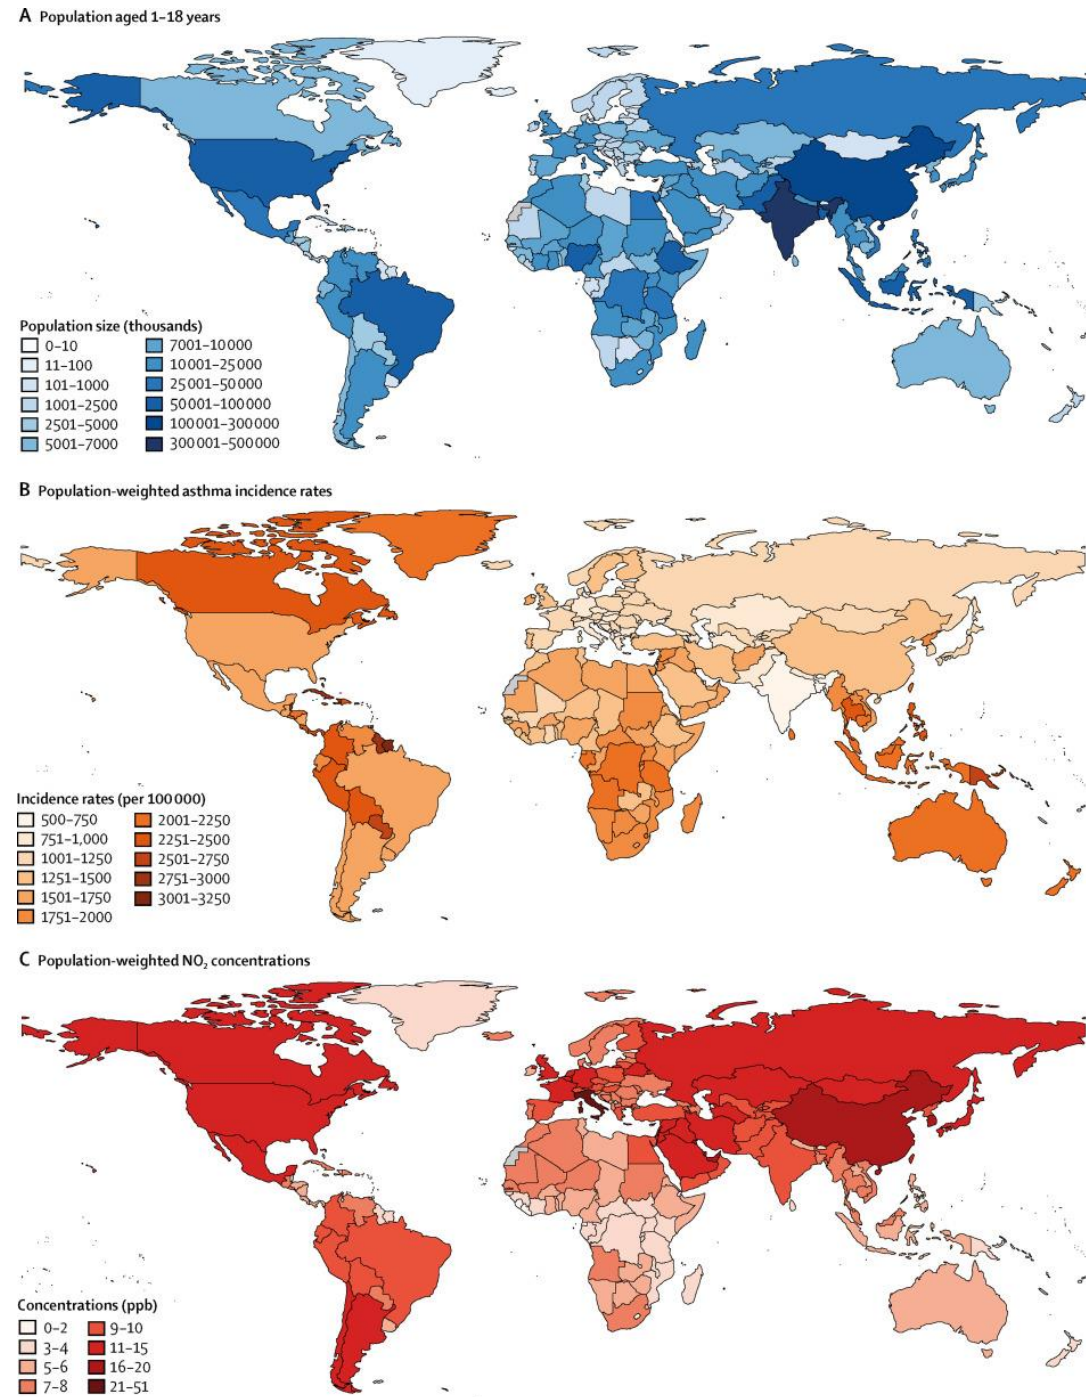 A Population aged 1–18 years
Population size (thousands)
0–10
11–100
101–1000
1001–2500
2501–5000
5001–7000
7001–10 000
10 001–25 000
25 001–50 000
50 001–100 000
100 001–300 000
300 001–500 000
B Population-weighted asthma incidence rates
Incidence rates (per 100 000)
500–750
751–1,000
1001–1250
1251–1500
1501–1750
1751–2000
2001–2250
2251–2500
2501–2750
2751–3000
3001–3250
C Population-weighted NO₂ concentrations
Concentrations (ppb)
0–2
3–4
5–6
7–8
9–10
11–15
16–20
21–51